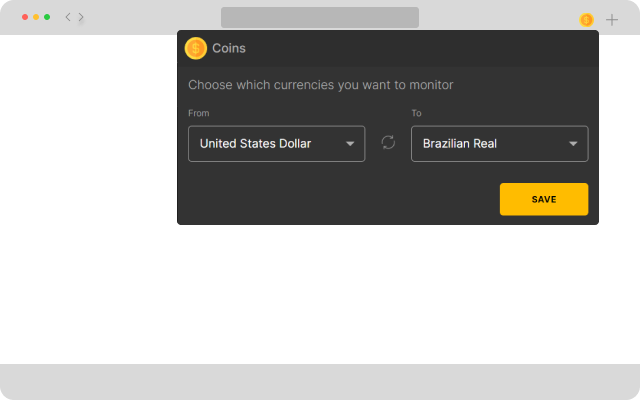 Coins
Choose which currencies you want to monitor
From
To
United States Dollar
Brazilian Real
SAVE